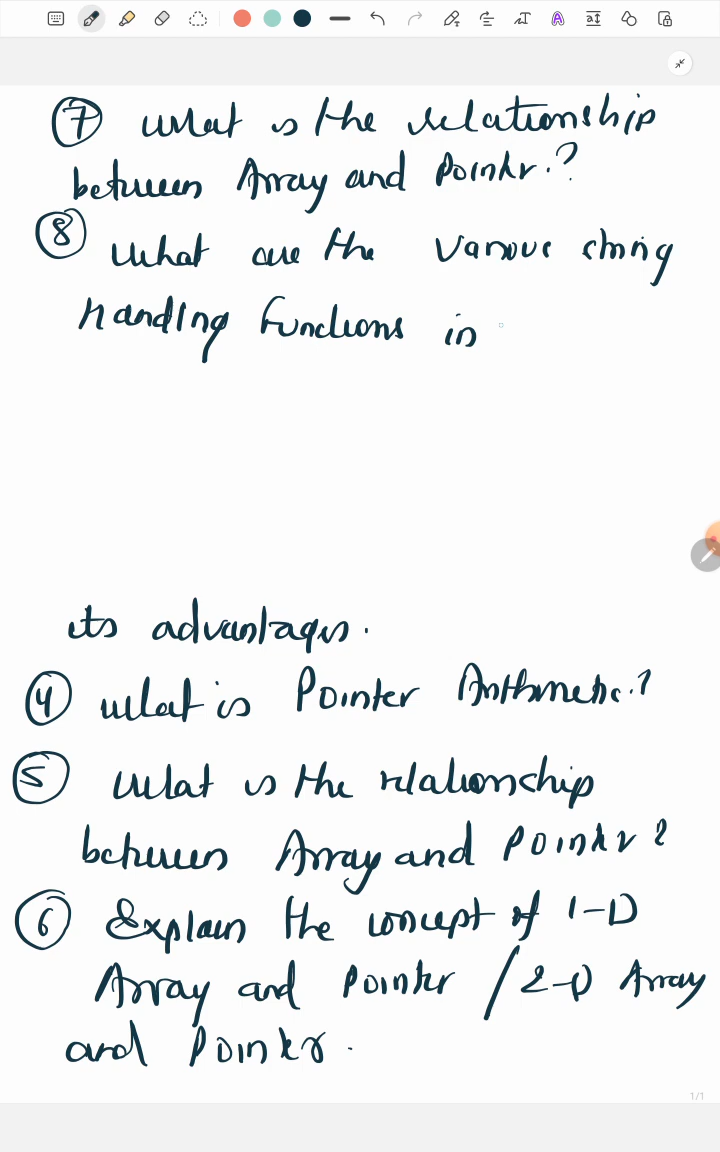 ⑦ What is the relationship
between Array and Pointer.?
⑧ What are the various string
handling functions in
its advantages.
④ What is Pointer Arithmetic.?
⑤ What is the relationship
between Array and Pointer?
⑥ Explain the concept of 1-D
Array and Pointer / 2-D Array
and Pointer.
1/1